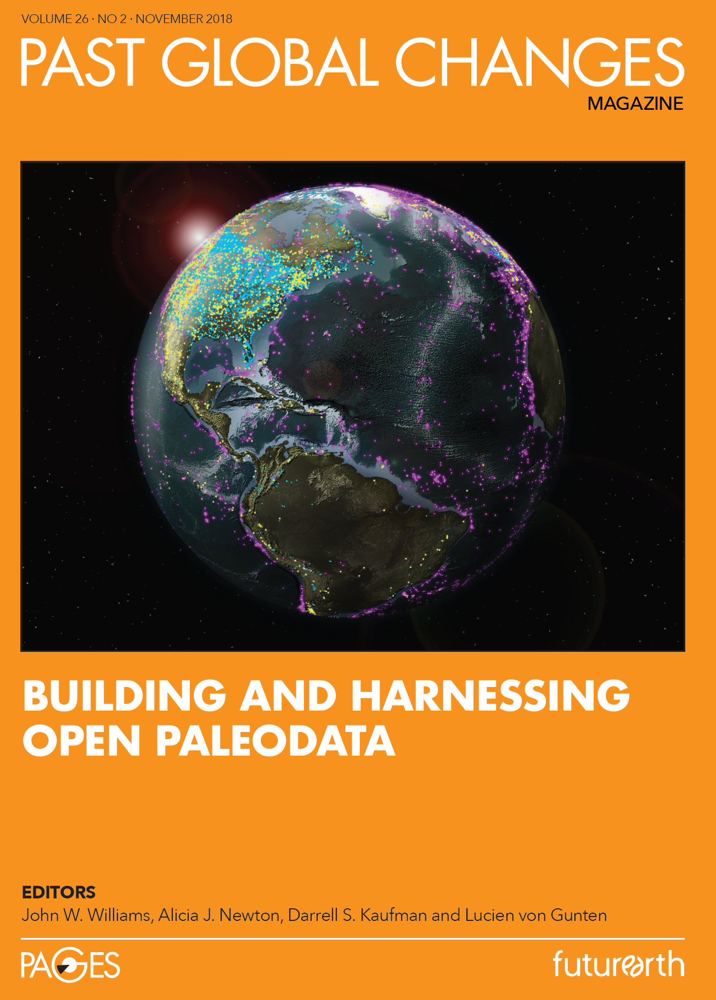 VOLUME 26 · NO 2 · NOVEMBER 2018
PAST GLOBAL CHANGES
MAGAZINE
BUILDING AND HARNESSING
OPEN PALEODATA
EDITORS
John W. Williams, Alicia J. Newton, Darrell S. Kaufman and Lucien von Gunten
PAGES
futurearth